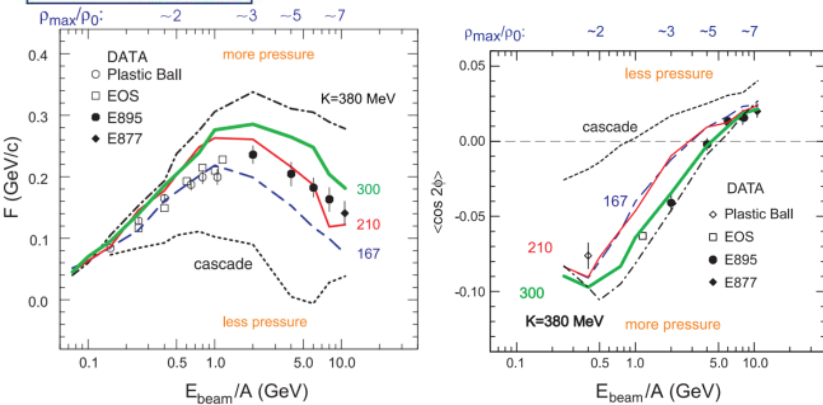 ρmax/ρ0: ~2 ~3 ~5 ~7
F (GeV/c)
0.4
0.3
0.2
0.1
0.0
DATA
Plastic Ball
EOS
E895
E877
more pressure
K=380 MeV
300
210
167
cascade
less pressure
0.1 0.5 1.0 5.0 10.0
Ebeam/A (GeV)
ρmax/ρ0: ~2 ~3 ~5 ~7
<cos 2ϕ>
0.05
0.00
-0.05
-0.10
less pressure
cascade
167
210
300
K=380 MeV
DATA
Plastic Ball
EOS
E895
E877
more pressure
0.1 0.5 1.0 5.0 10.0
Ebeam/A (GeV)